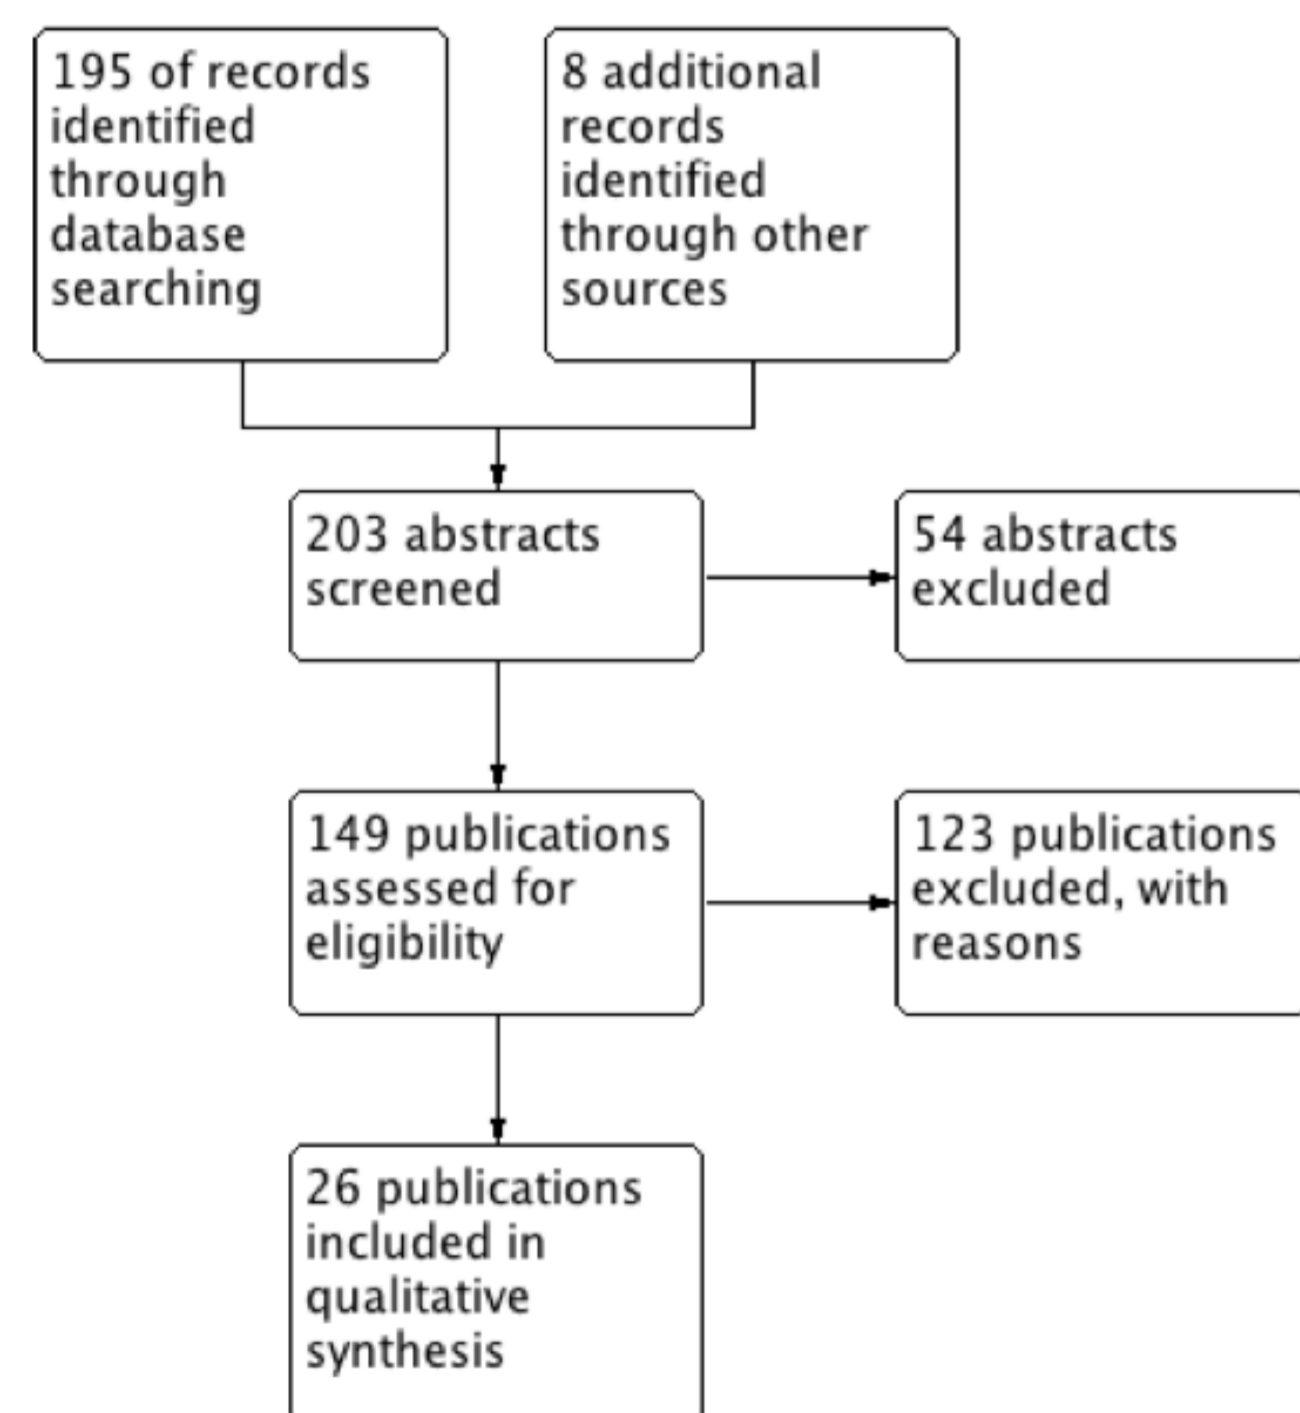 195 of records
identified
through
database
searching
8 additional
records
identified
through other
sources
203 abstracts
screened
54 abstracts
excluded
149 publications
assessed for
eligibility
123 publications
excluded, with
reasons
26 publications
included in
qualitative
synthesis